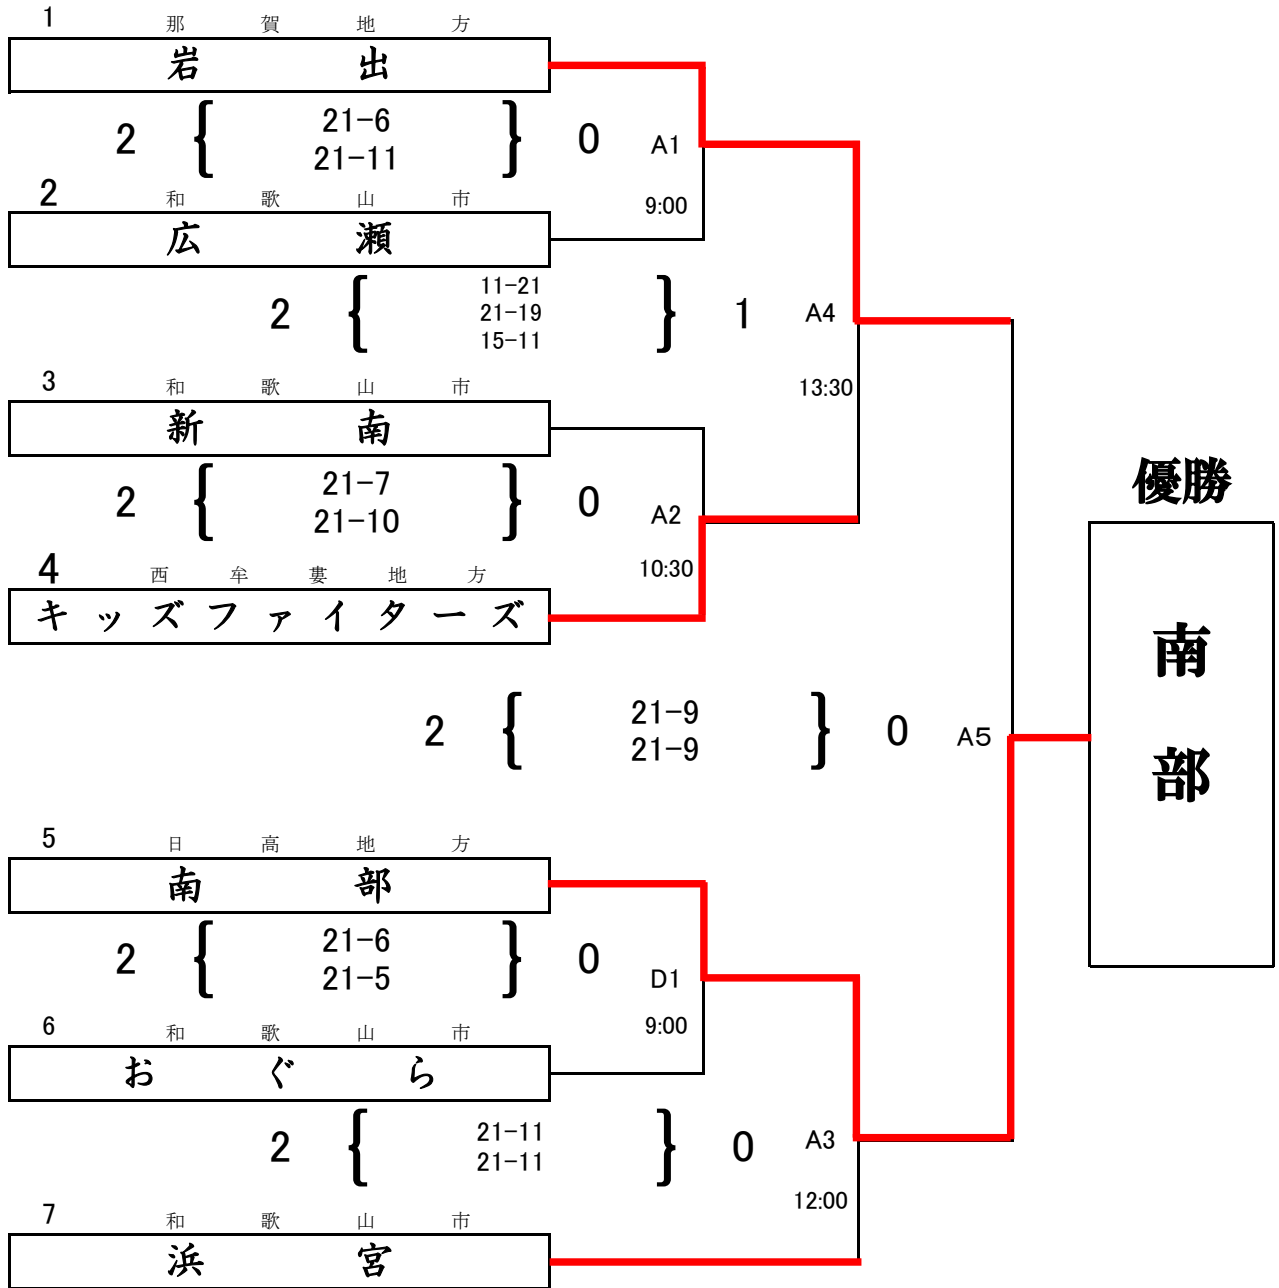 1 那賀地方
岩出
2 { 21-6 } 0 A1
21-11
2 和歌山市 9:00
広瀬
2 { 11-21 } 1 A4
21-19
15-11
3 和歌山市 13:30
新南
2 { 21-7 } 0 A2
21-10
4 西牟婁地方 10:30
キッズファイターズ
優勝
南部
2 { 21-9 } 0 A5
21-9
5 日高地方
南部
2 { 21-6 } 0 D1
21-5
6 和歌山市 9:00
おぐら
2 { 21-11 } 0 A3
21-11
7 和歌山市 12:00
浜宮